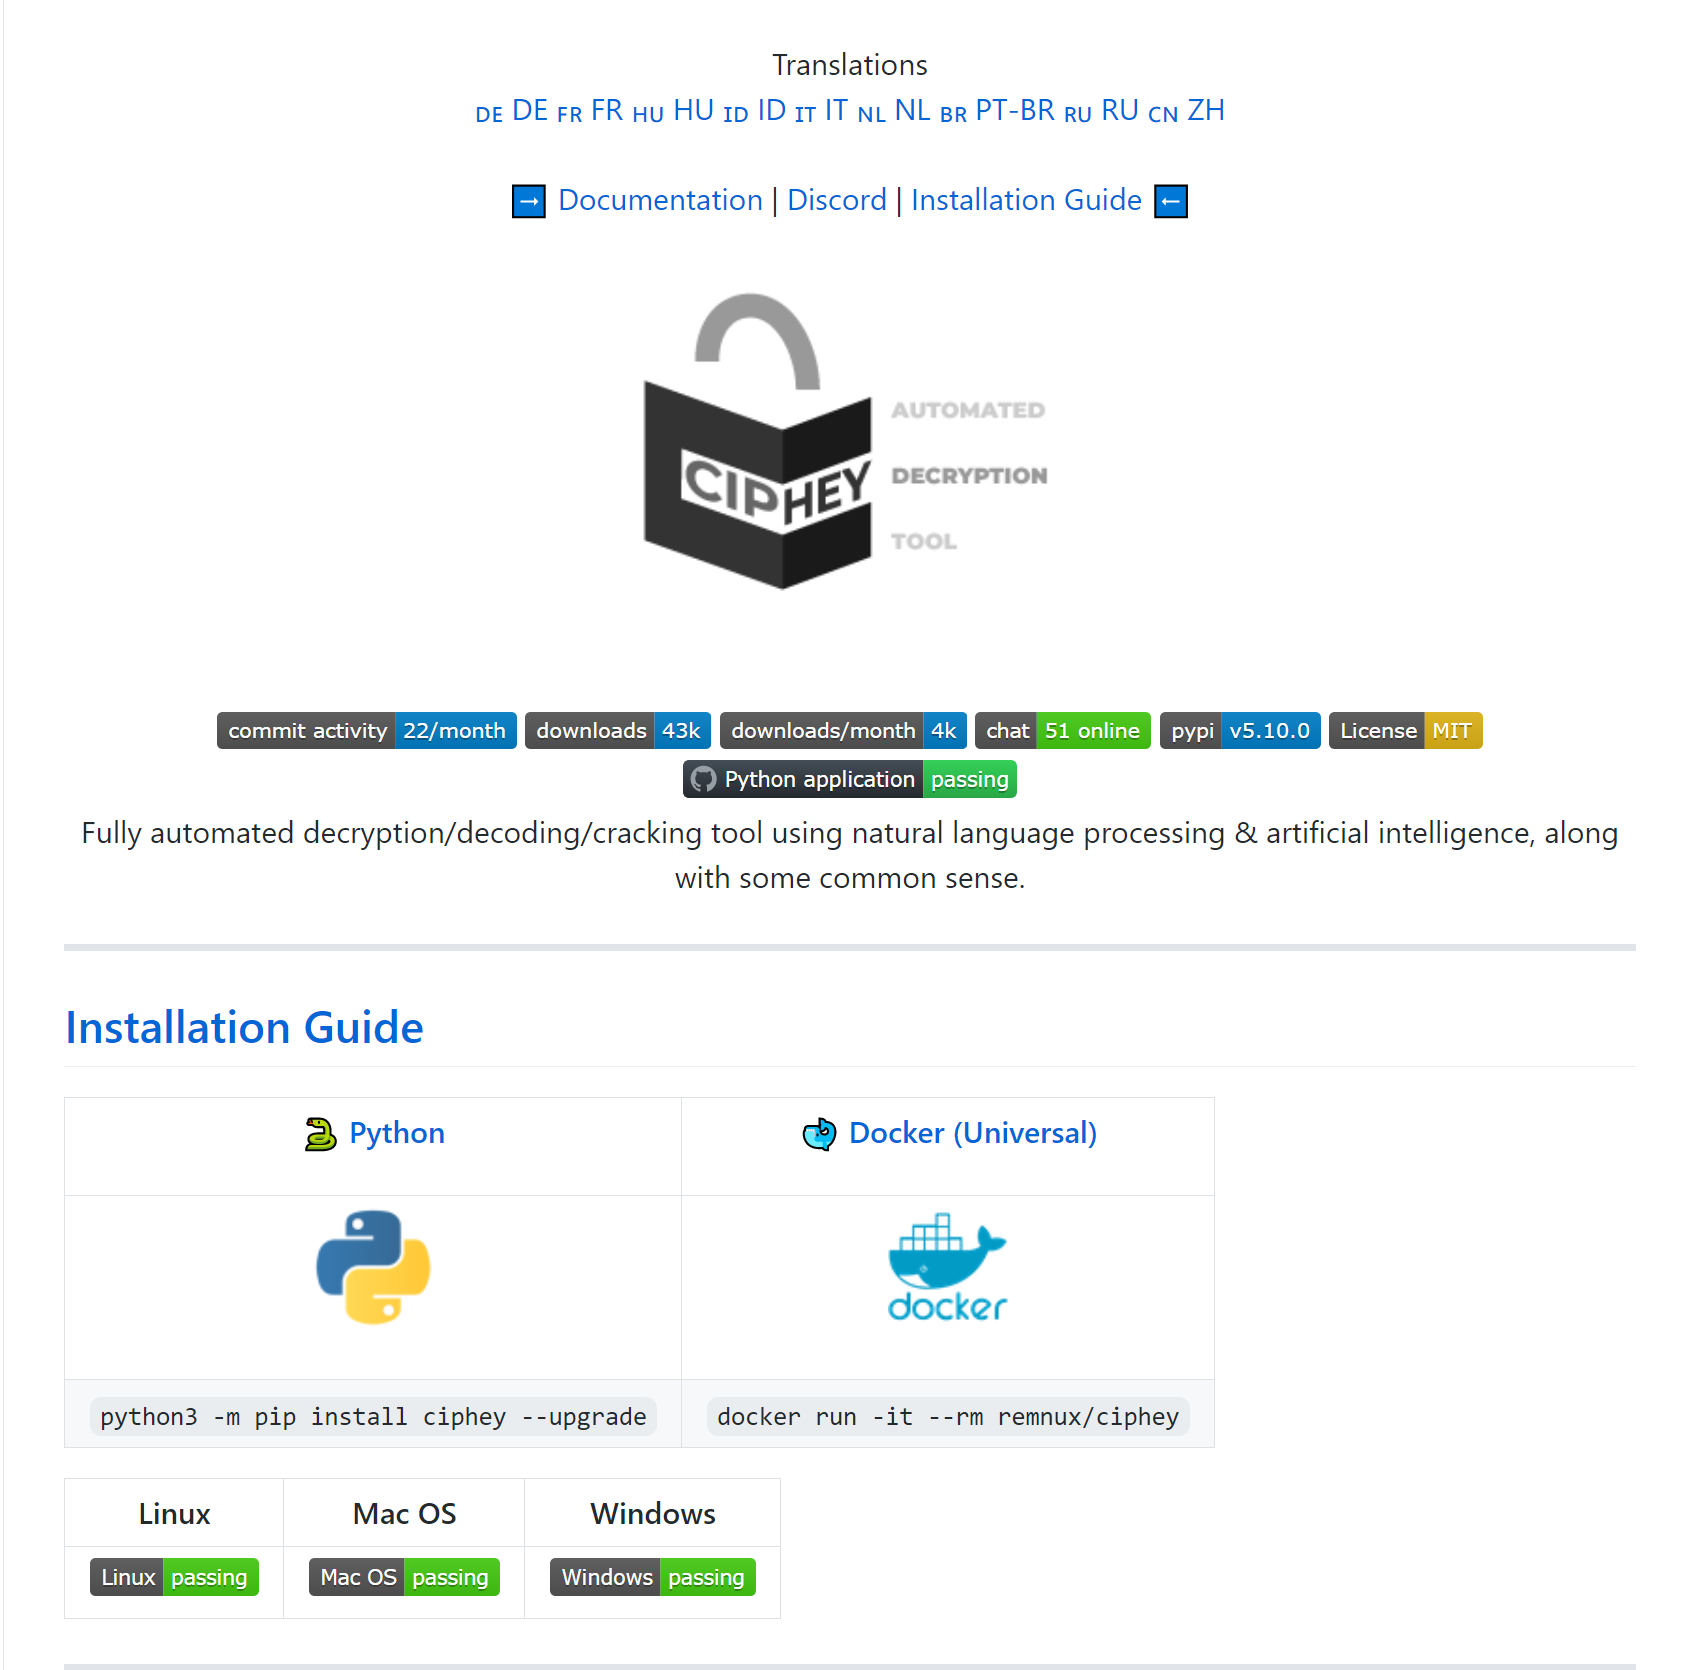 Translations
DE DE FR FR HU HU ID ID IT IT NL NL BR PT-BR RU RU CN ZH
→ Documentation | Discord | Installation Guide ←
CIPHEY
AUTOMATED
DECRYPTION
TOOL
commit activity 22/month downloads 43k downloads/month 4k chat 51 online pypi v5.10.0 License MIT
Python application passing
Fully automated decryption/decoding/cracking tool using natural language processing & artificial intelligence, along
with some common sense.
Installation Guide
🐍 Python 🐋 Docker (Universal)
docker
python3 -m pip install ciphey --upgrade docker run -it --rm remnux/ciphey
Linux Mac OS Windows
Linux passing Mac OS passing Windows passing